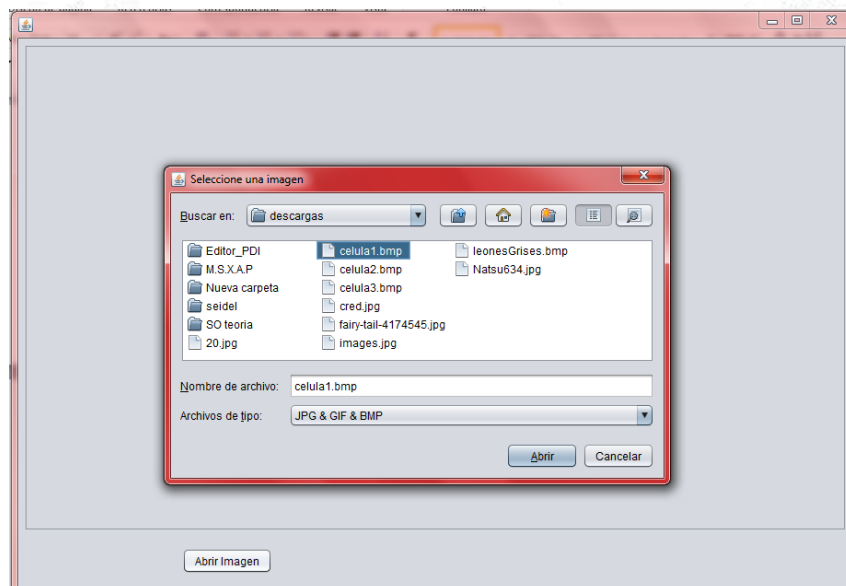 Seleccione una imagen
Buscar en: descargas
Editor_PDI celula1.bmp leonesGrises.bmp
M.S.X.A.P celula2.bmp Natsu634.jpg
Nueva carpeta celula3.bmp
seidel cred.jpg
SO teoria fairy-tail-4174545.jpg
20.jpg images.jpg
Nombre de archivo: celula1.bmp
Archivos de tipo: JPG & GIF & BMP
Abrir Cancelar
Abrir Imagen